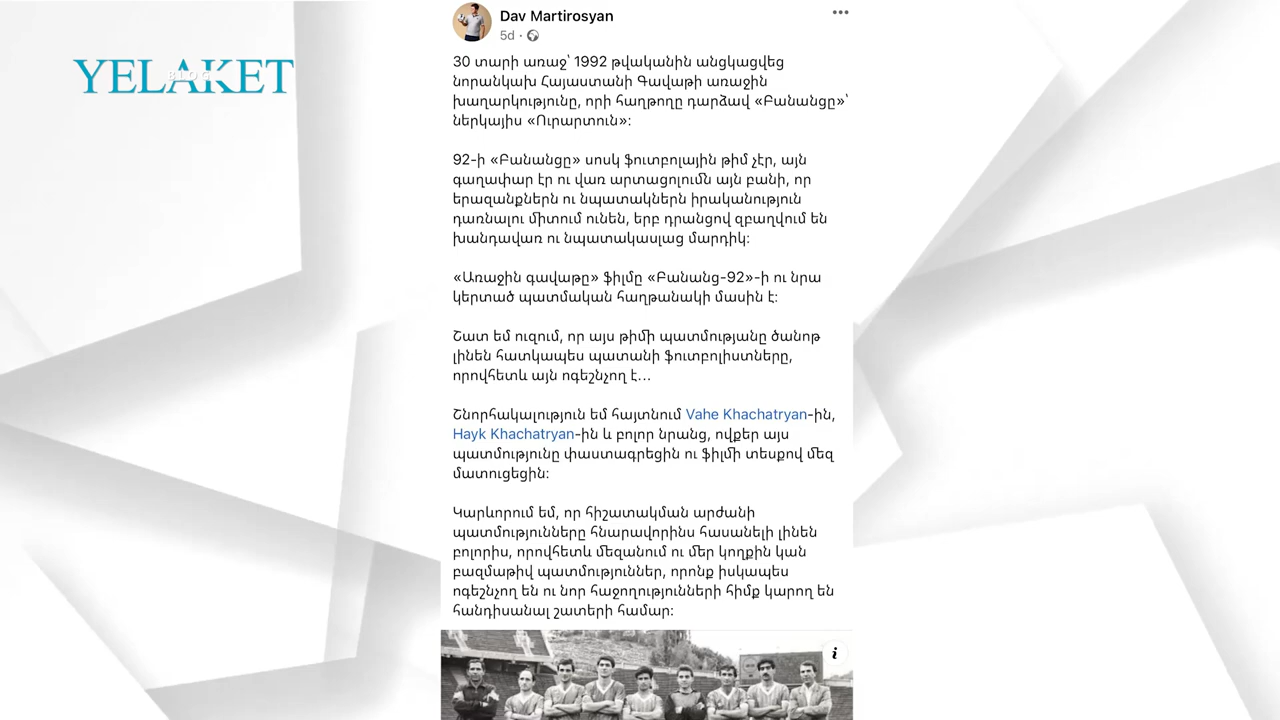 YELAKET
BLOG
Dav Martirosyan
5d ·
30 տարի առաջ՝ 1992 թվականին անցկացվեց
նորանկախ Հայաստանի Գավաթի առաջին
խաղարկությունը, որի հաղթողը դարձավ «Բանանցը»՝
ներկայիս «Ուրարտուն»:
92-ի «Բանանցը» սոսկ ֆուտբոլային թիմ չէր, այն
գաղափար էր ու վառ արտացոլումն այն բանի, որ
երազանքներն ու նպատակներն իրականություն
դառնալու միտում ունեն, երբ դրանցով զբաղվում են
խանդավառ ու նպատակասլաց մարդիկ:
«Առաջին գավաթը» ֆիլմը «Բանանց-92»-ի ու նրա
կերտած պատմական հաղթանակի մասին է:
Շատ եմ ուզում, որ այս թիմի պատմությանը ծանոթ
լինեն հատկապես պատանի ֆուտբոլիստները,
որովհետև այն ոգեշնչող է...
Շնորհակալություն եմ հայտնում Vahe Khachatryan-ին,
Hayk Khachatryan-ին և բոլոր նրանց, ովքեր այս
պատմությունը փաստագրեցին ու ֆիլմի տեսքով մեզ
մատուցեցին:
Կարևորում եմ, որ հիշատակման արժանի
պատմությունները հնարավորինս հասանելի լինեն
բոլորիս, որովհետև մեզանում ու մեր կողքին կան
բազմաթիվ պատմություններ, որոնք իսկապես
ոգեշնչող են ու նոր հաջողությունների հիմք կարող են
հանդիսանալ շատերի համար: